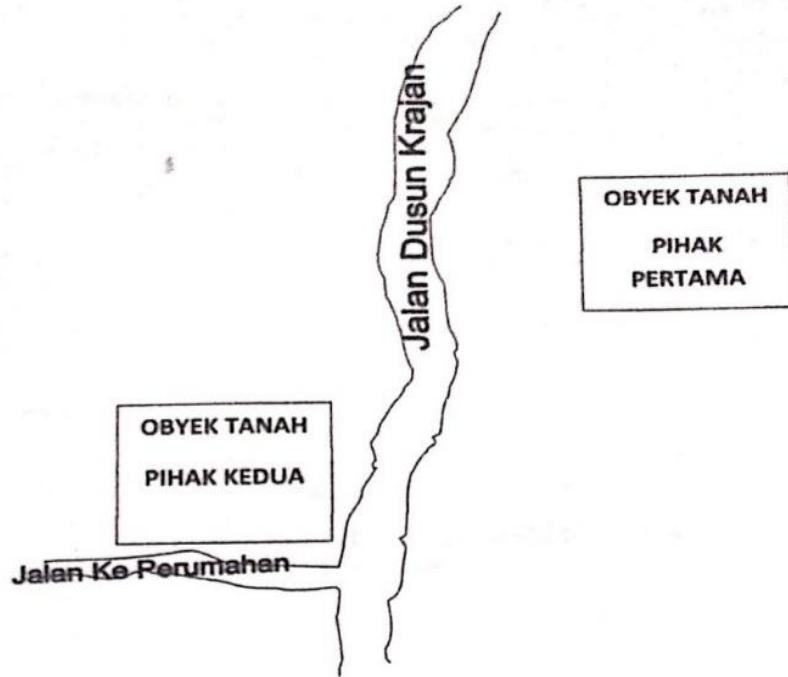 Jalan Dusun Krajan
OBYEK TANAH
PIHAK
PERTAMA
OBYEK TANAH
PIHAK KEDUA
Jalan Ke Perumahan